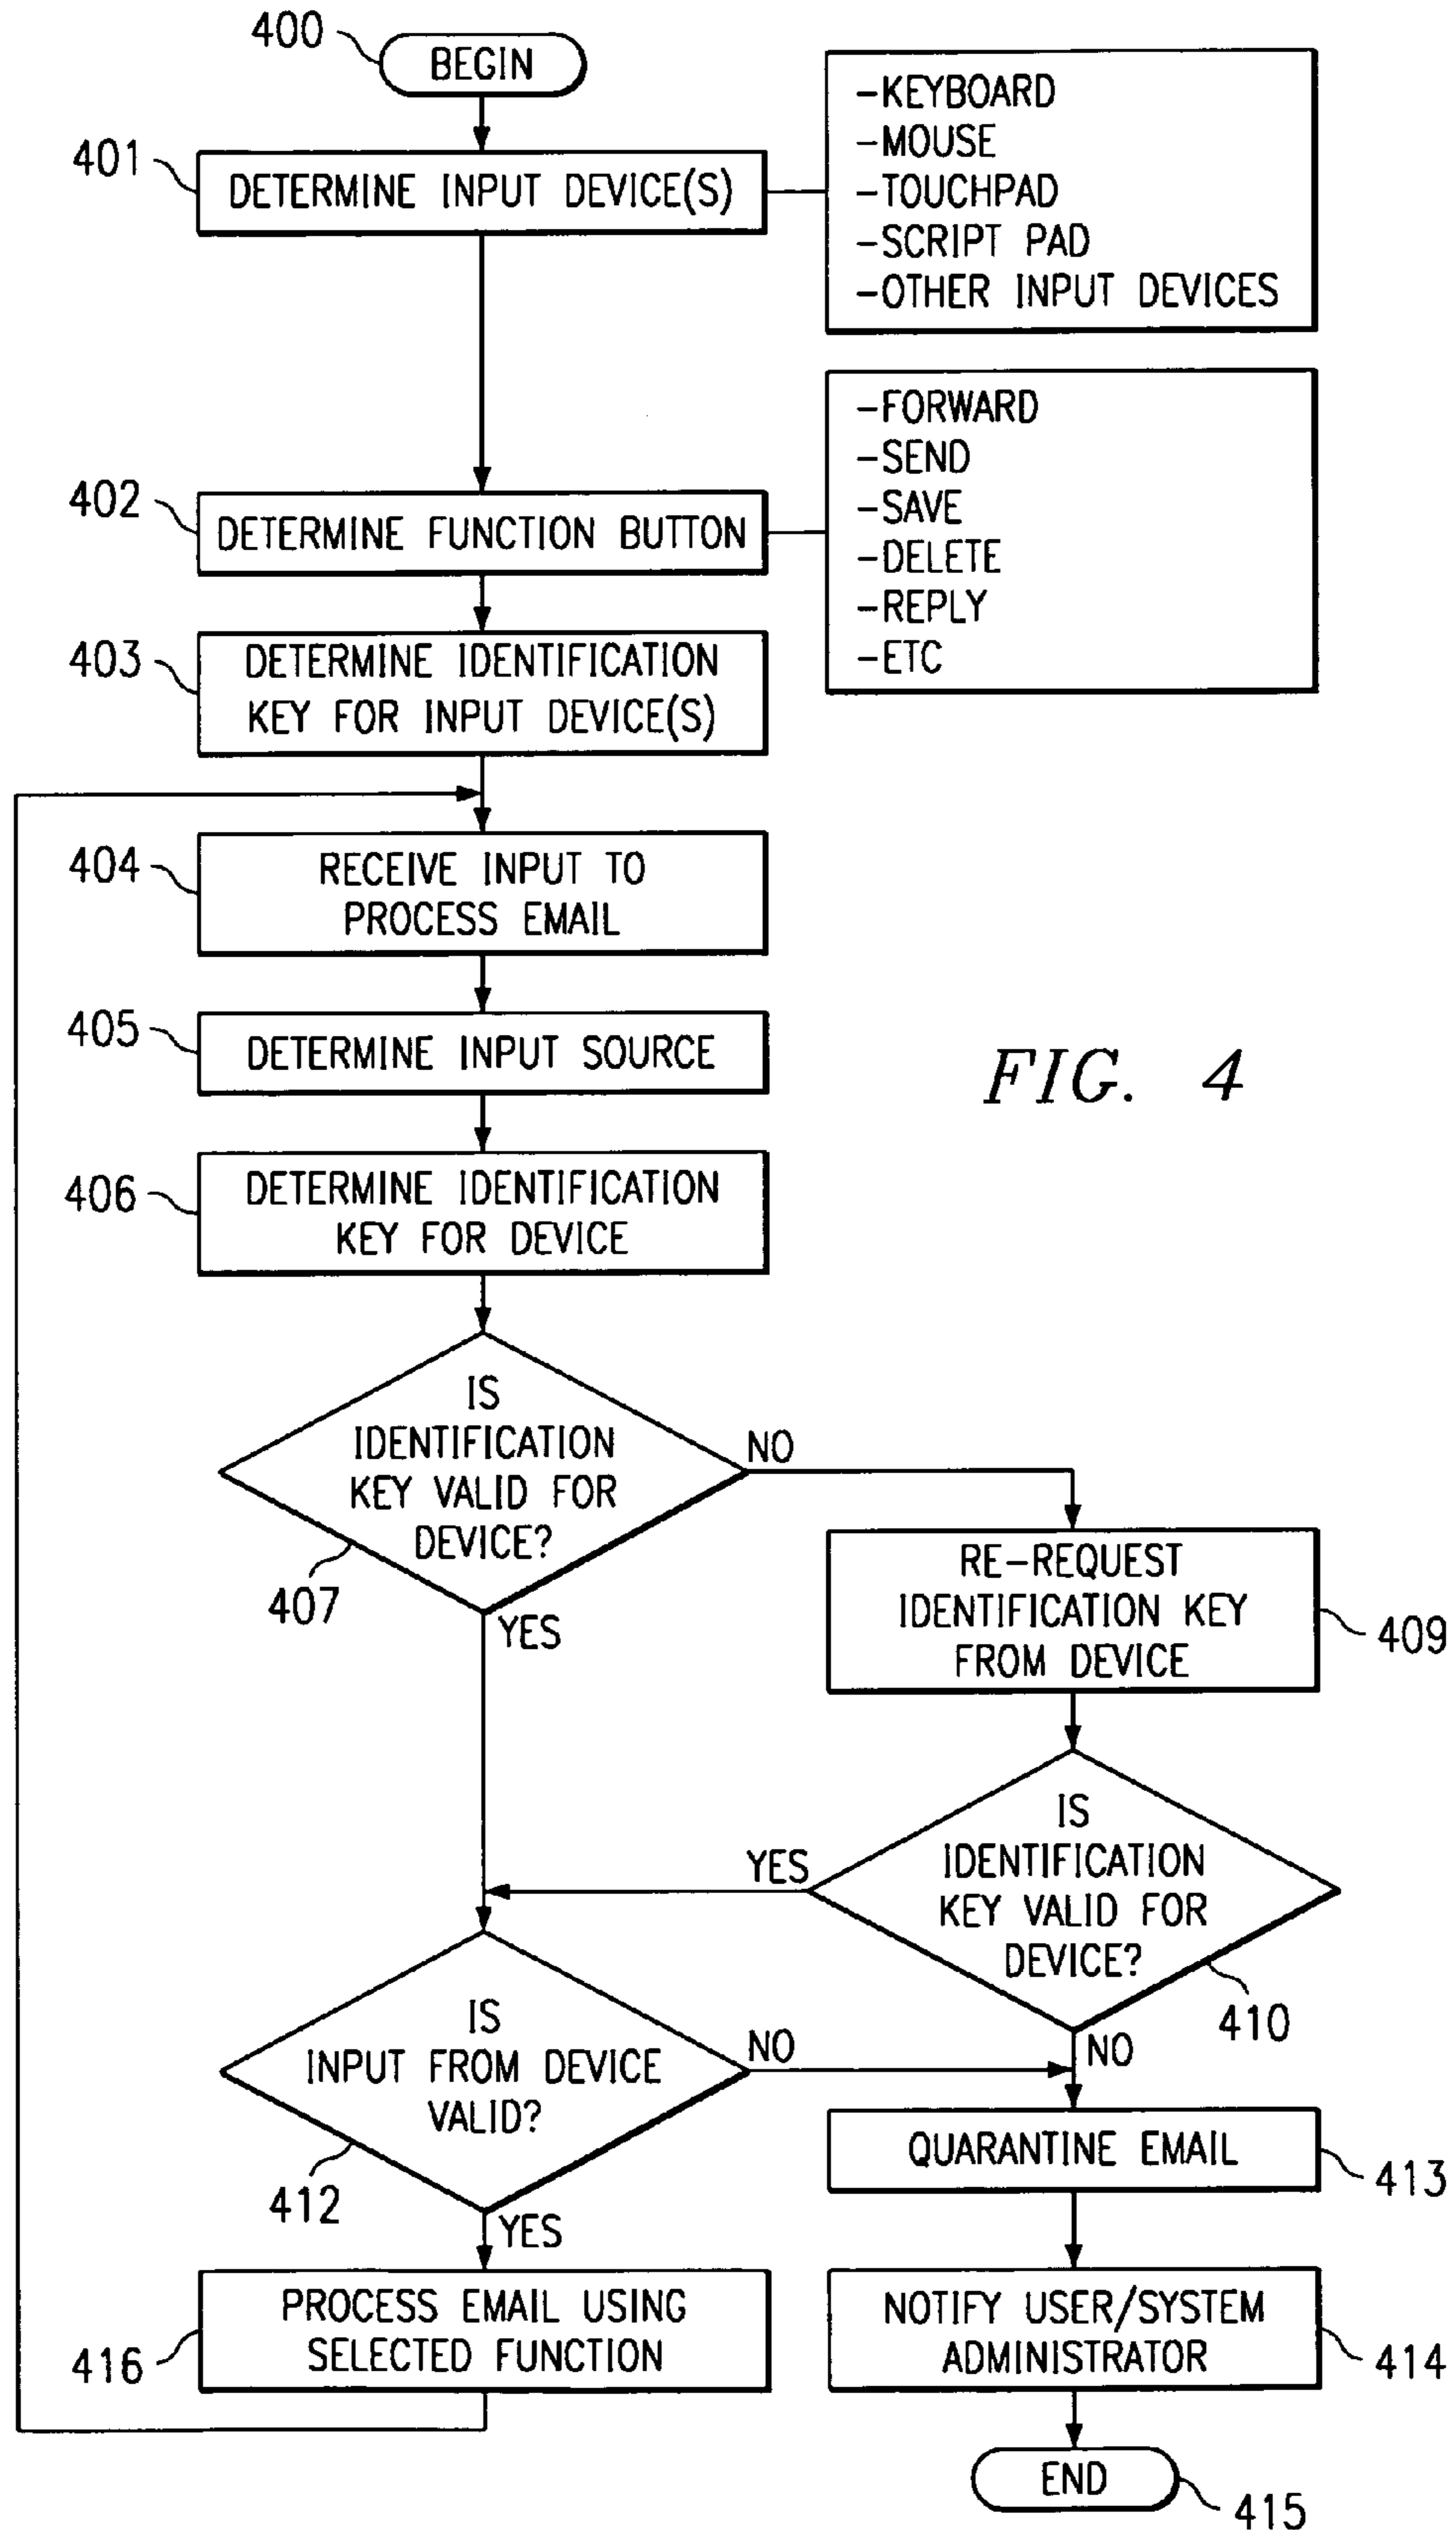 400
BEGIN
401
DETERMINE INPUT DEVICE(S)
-KEYBOARD
-MOUSE
-TOUCHPAD
-SCRIPT PAD
-OTHER INPUT DEVICES
402
DETERMINE FUNCTION BUTTON
-FORWARD
-SEND
-SAVE
-DELETE
-REPLY
-ETC
403
DETERMINE IDENTIFICATION
KEY FOR INPUT DEVICE(S)
404
RECEIVE INPUT TO
PROCESS EMAIL
405
DETERMINE INPUT SOURCE
FIG. 4
406
DETERMINE IDENTIFICATION
KEY FOR DEVICE
IS
IDENTIFICATION
KEY VALID FOR
DEVICE?
407
NO
YES
RE-REQUEST
IDENTIFICATION KEY
FROM DEVICE
409
IS
IDENTIFICATION
KEY VALID FOR
DEVICE?
410
YES
NO
IS
INPUT FROM DEVICE
VALID?
412
NO
YES
QUARANTINE EMAIL
413
416
PROCESS EMAIL USING
SELECTED FUNCTION
NOTIFY USER/SYSTEM
ADMINISTRATOR
414
END
415